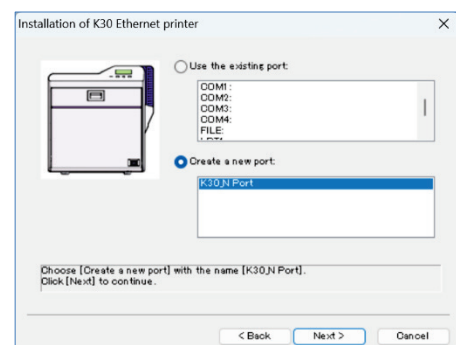 Installation of K30 Ethernet printer
Use the existing port:
COM1:
COM2:
COM3:
COM4:
FILE:
Create a new port:
K30_N Port
Choose [Create a new port] with the name [K30_N Port].
Click [Next] to continue.
< Back
Next >
Cancel